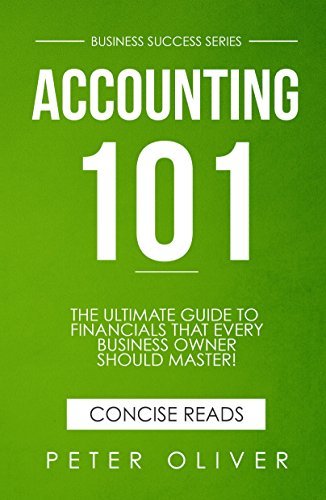 BUSINESS SUCCESS SERIES
ACCOUNTING
101
THE ULTIMATE GUIDE TO
FINANCIALS THAT EVERY
BUSINESS OWNER
SHOULD MASTER!
CONCISE READS
PETER OLIVER